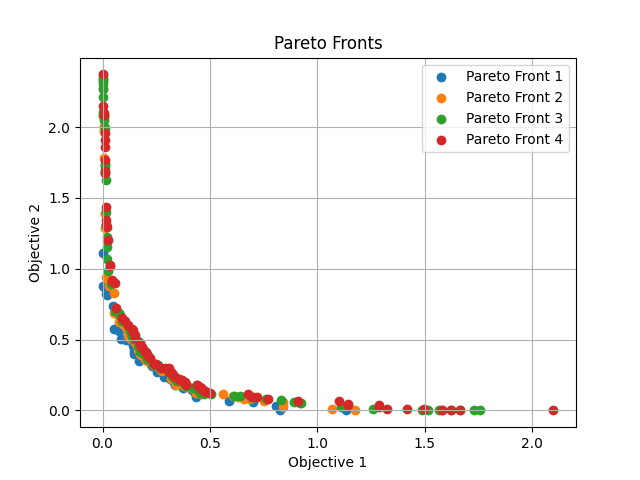 Pareto Fronts
Pareto Front 1
Pareto Front 2
Pareto Front 3
Pareto Front 4
2.0
1.5
1.0
0.5
0.0
Objective 2
0.0 0.5 1.0 1.5 2.0
Objective 1